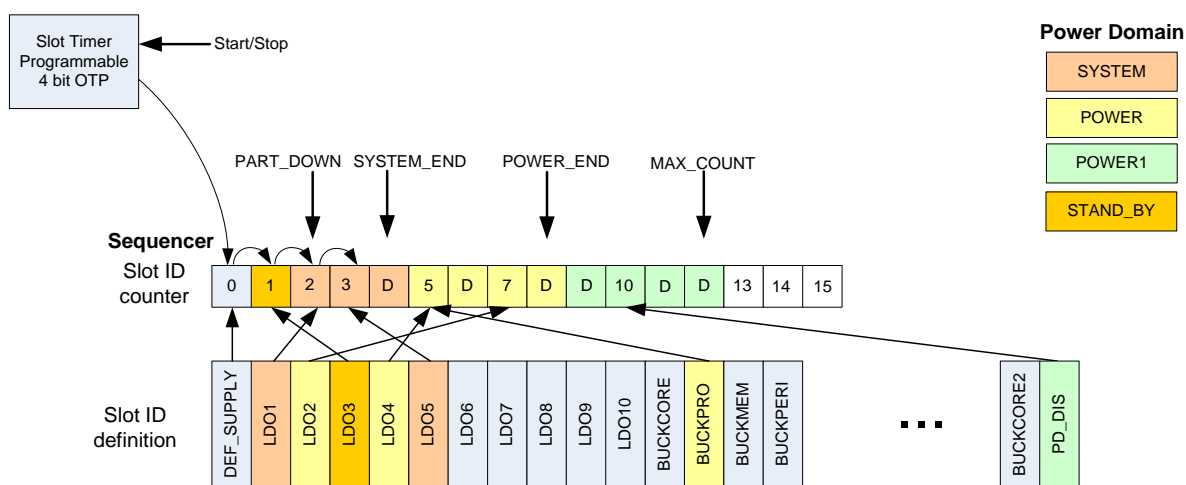 Slot Timer
Programmable
4 bit OTP
Start/Stop
Power Domain
SYSTEM
POWER
POWER1
STAND_BY
PART_DOWN SYSTEM_END POWER_END MAX_COUNT
Sequencer
Slot ID
counter
0 1 2 3 D 5 D 7 D D 10 D D 13 14 15
Slot ID
definition
DEF_SUPPLY
LDO1
LDO2
LDO3
LDO4
LDO5
LDO6
LDO7
LDO8
LDO9
LDO10
BUCKCORE
BUCKPRO
BUCKMEM
BUCKPERI
...
BUCKCORE2
PD_DIS